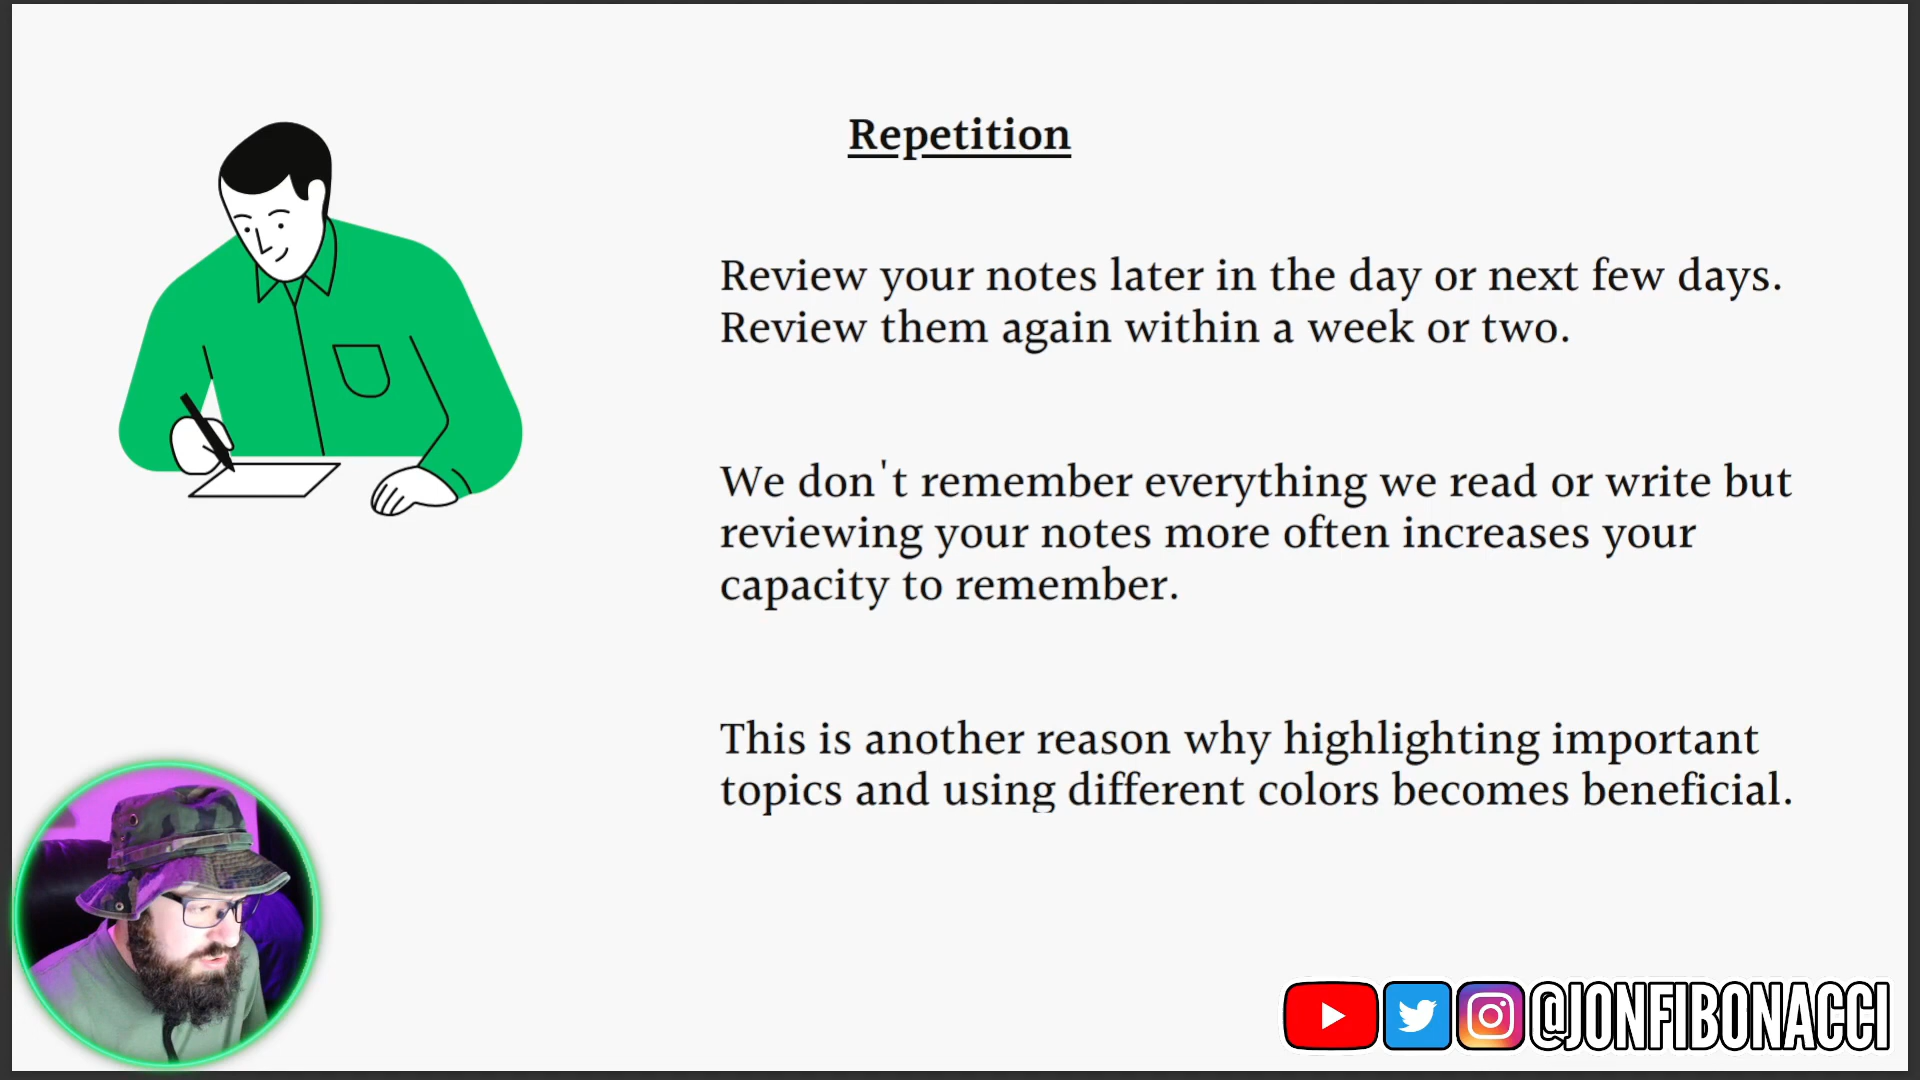 Repetition
Review your notes later in the day or next few days.
Review them again within a week or two.
We don't remember everything we read or write but
reviewing your notes more often increases your
capacity to remember.
This is another reason why highlighting important
topics and using different colors becomes beneficial.
@JONFIBONACCI